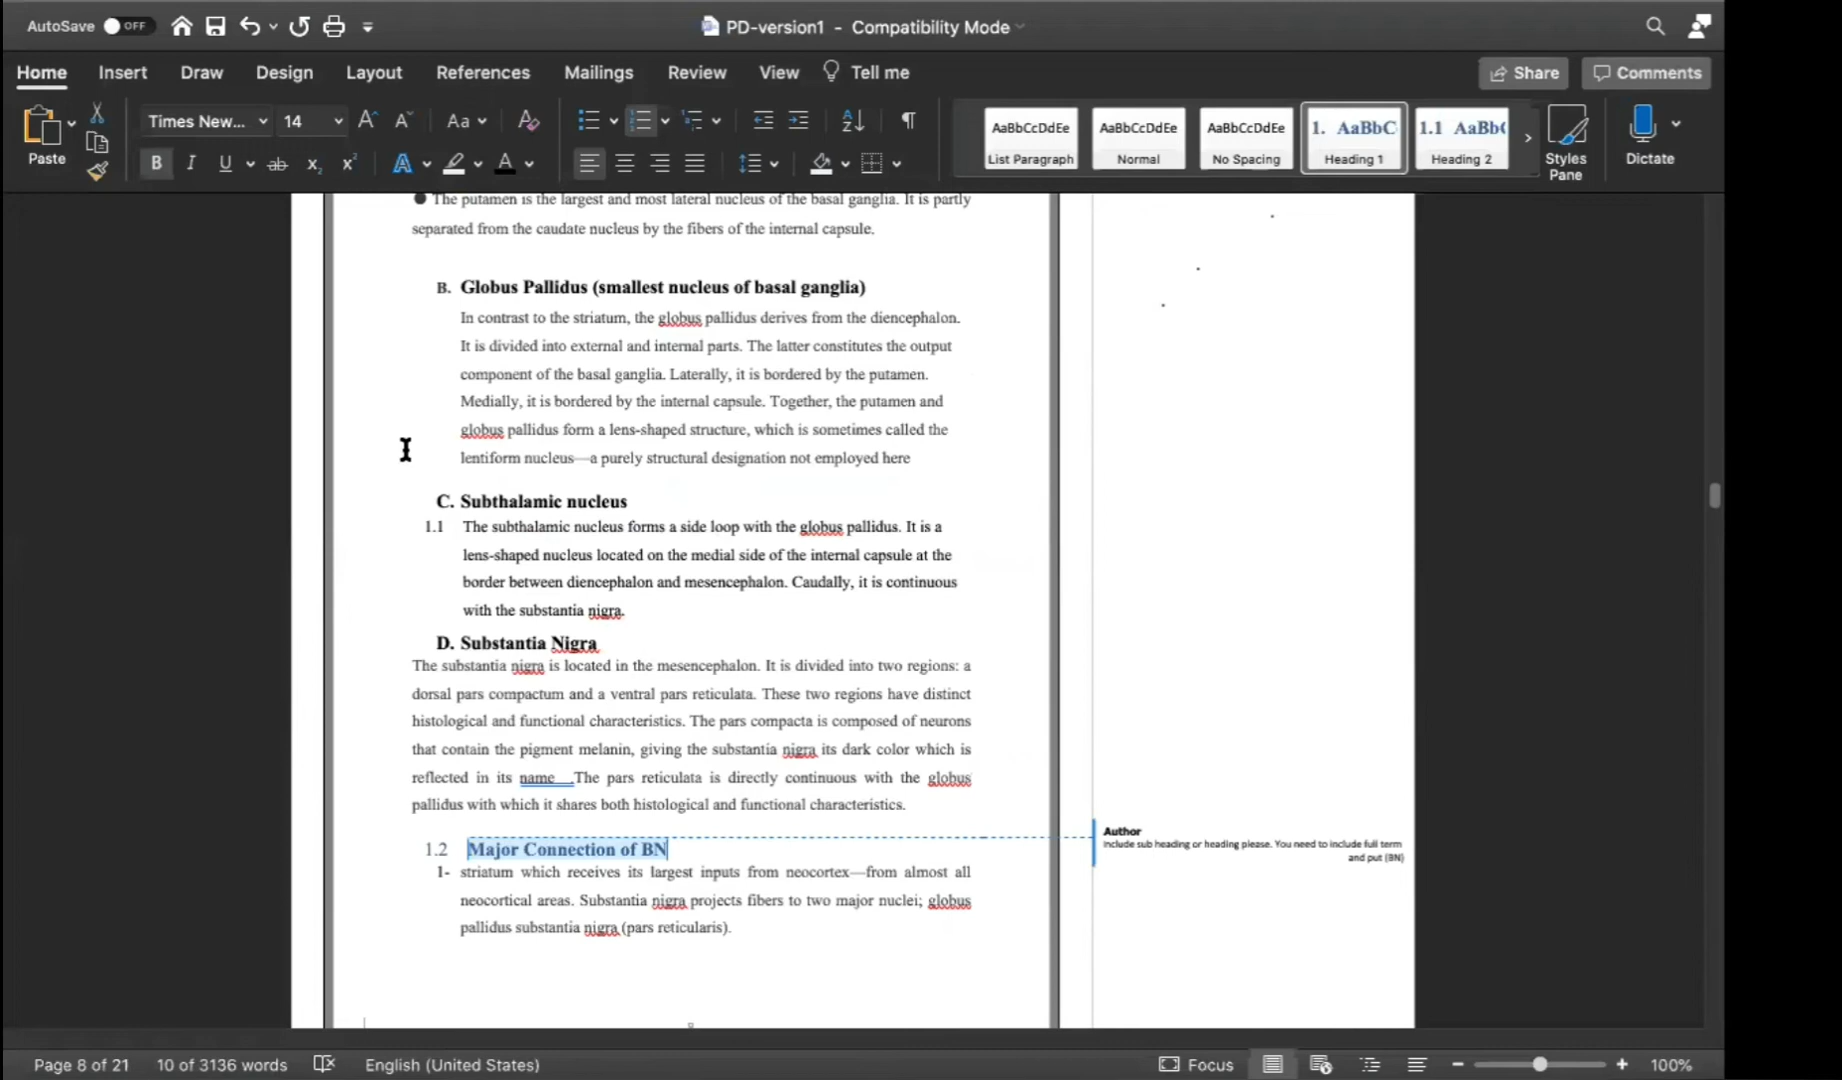 AutoSave OFF
PD-version1 - Compatibility Mode
Home Insert Draw Design Layout References Mailings Review View Tell me Share Comments
Paste
Times New... 14 Aa
AaBbCcDdEe AaBbCcDdEe AaBbCcDdEe 1. AaBbC 1.1 AaBb(
List Paragraph Normal No Spacing Heading 1 Heading 2
Styles Pane
Dictate
The putamen is the largest and most lateral nucleus of the basal ganglia. It is partly
separated from the caudate nucleus by the fibers of the internal capsule.
B. Globus Pallidus (smallest nucleus of basal ganglia)
In contrast to the striatum, the globus pallidus derives from the diencephalon.
It is divided into external and internal parts. The latter constitutes the output
component of the basal ganglia. Laterally, it is bordered by the putamen.
Medially, it is bordered by the internal capsule. Together, the putamen and
globus pallidus form a lens-shaped structure, which is sometimes called the
lentiform nucleus—a purely structural designation not employed here
C. Subthalamic nucleus
1.1 The subthalamic nucleus forms a side loop with the globus pallidus. It is a
lens-shaped nucleus located on the medial side of the internal capsule at the
border between diencephalon and mesencephalon. Caudally, it is continuous
with the substantia nigra.
D. Substantia Nigra
The substantia nigra is located in the mesencephalon. It is divided into two regions: a
dorsal pars compactum and a ventral pars reticulata. These two regions have distinct
histological and functional characteristics. The pars compacta is composed of neurons
that contain the pigment melanin, giving the substantia nigra its dark color which is
reflected in its name .The pars reticulata is directly continuous with the globus
pallidus with which it shares both histological and functional characteristics.
1.2 Major Connection of BN
1- striatum which receives its largest inputs from neocortex—from almost all
neocortical areas. Substantia nigra projects fibers to two major nuclei; globus
pallidus substantia nigra (pars reticularis).
Author
Include sub heading or heading please. You need to include full term
and put (BN)
Page 8 of 21 10 of 3136 words English (United States) Focus 100%